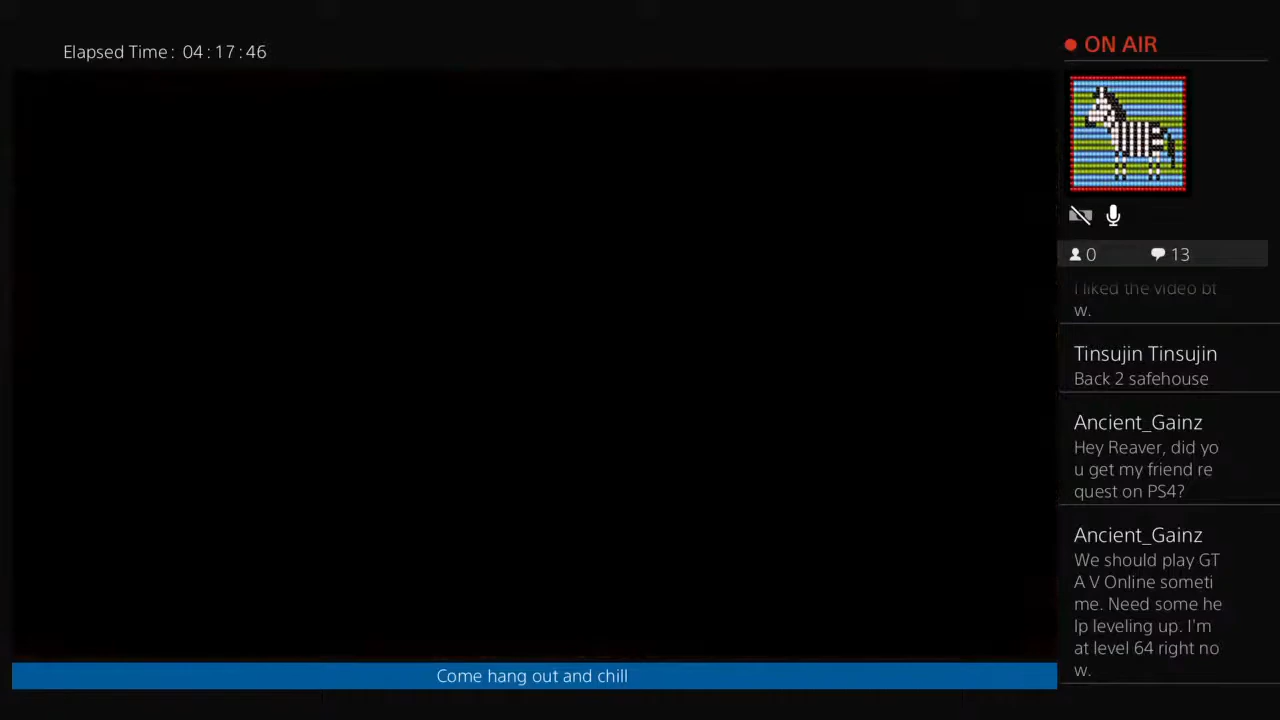 Elapsed Time: 04:17:46
ON AIR
0 13
I liked the video bt
w.
Tinsujin Tinsujin
Back 2 safehouse
Ancient_Gainz
Hey Reaver, did yo
u get my friend re
quest on PS4?
Ancient_Gainz
We should play GT
A V Online someti
me. Need some he
lp leveling up. I'm
at level 64 right no
w.
Come hang out and chill